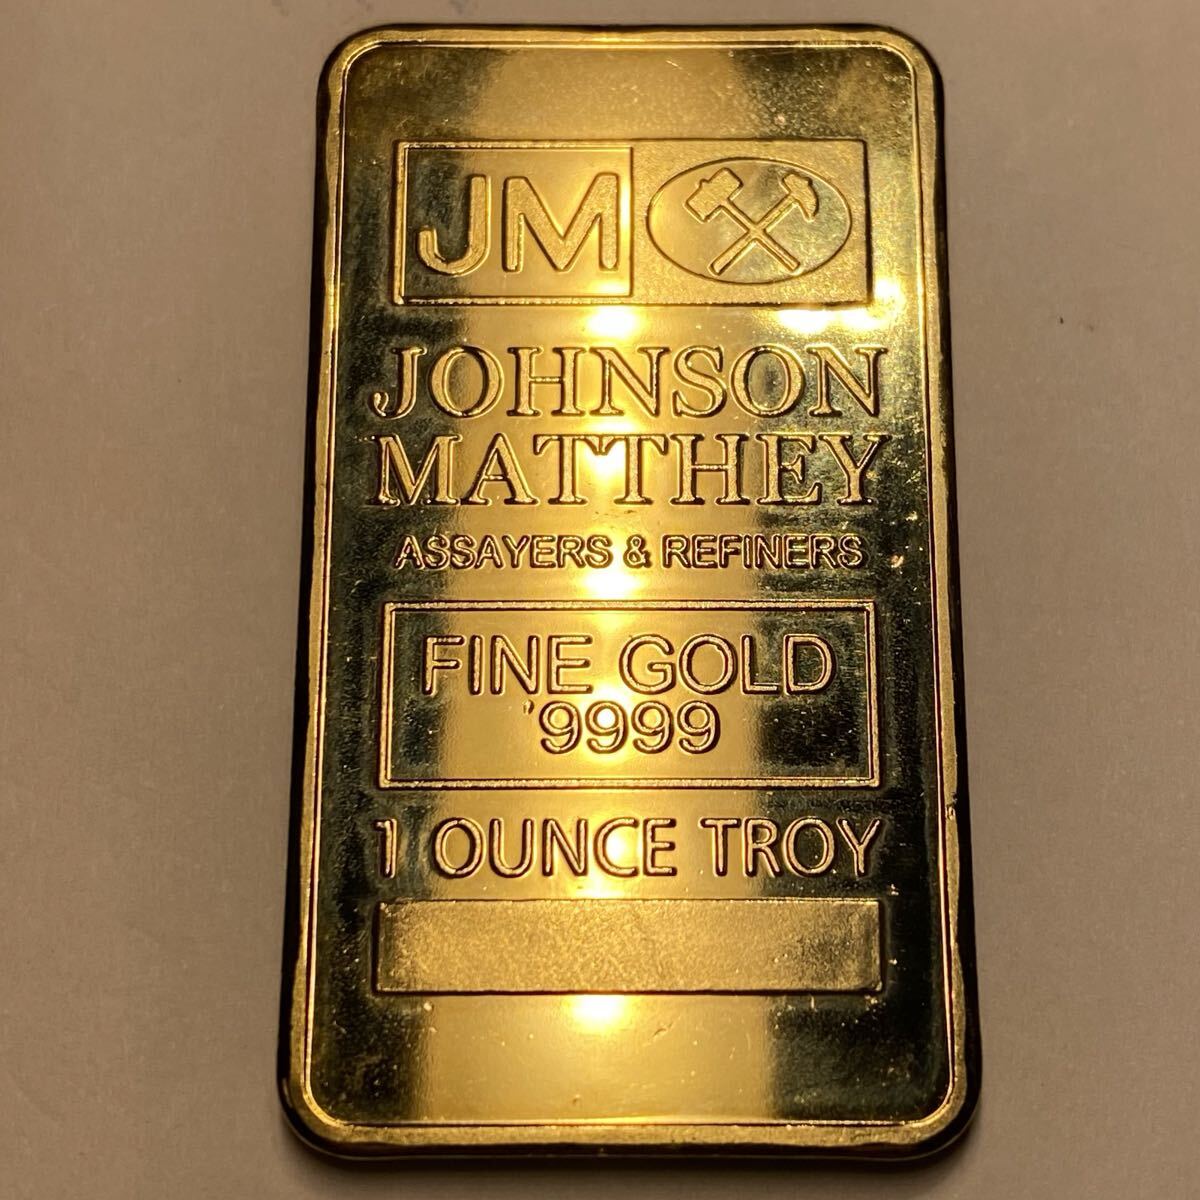 JM
JOHNSON
MATTHEY
ASSAYERS & REFINERS
FINE GOLD
'9999
1 OUNCE TROY